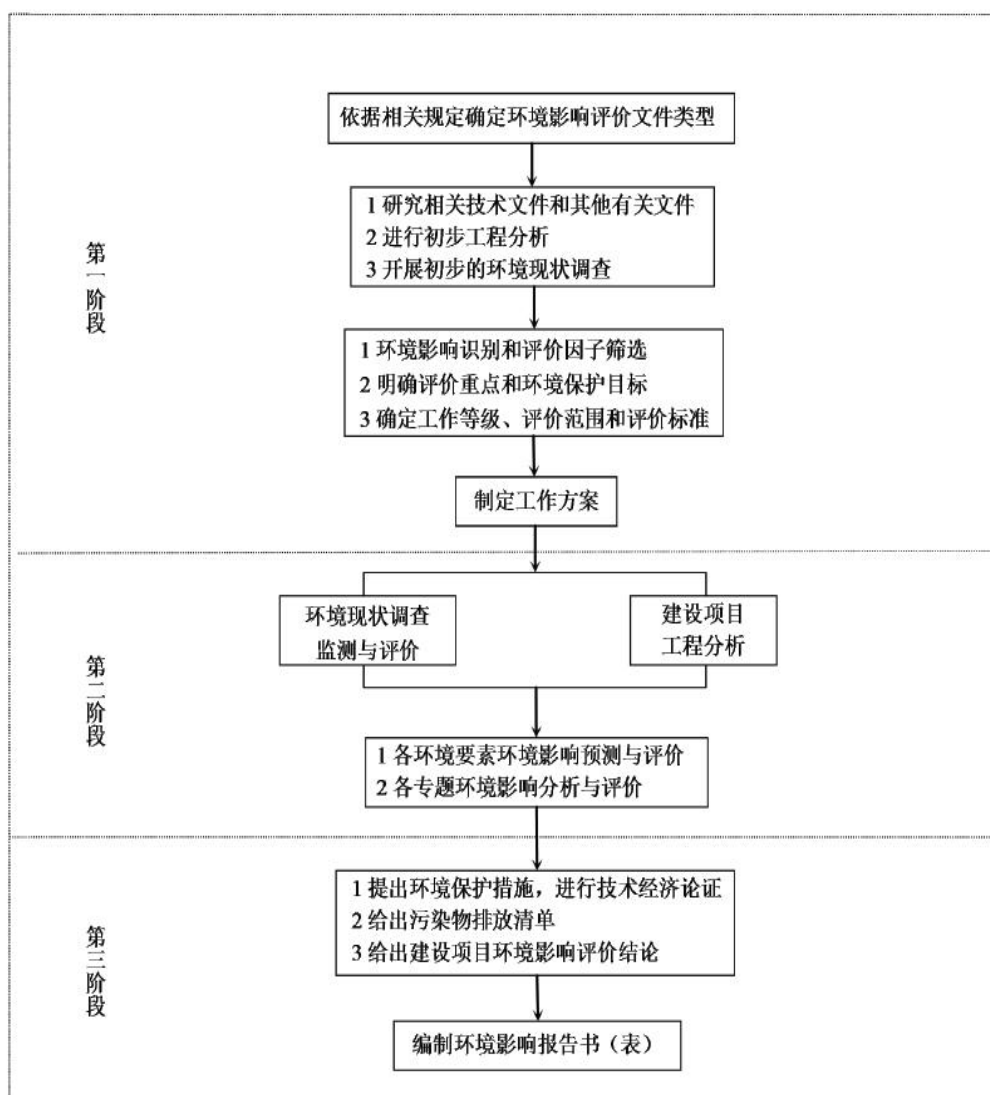 依据相关规定确定环境影响评价文件类型
1 研究相关技术文件和其他有关文件
2 进行初步工程分析
3 开展初步的环境现状调查
第一阶段
1 环境影响识别和评价因子筛选
2 明确评价重点和环境保护目标
3 确定工作等级、评价范围和评价标准
制定工作方案
环境现状调查
监测与评价
建设项目
工程分析
第二阶段
1 各环境要素环境影响预测与评价
2 各专题环境影响分析与评价
1 提出环境保护措施，进行技术经济论证
2 给出污染物排放清单
3 给出建设项目环境影响评价结论
第三阶段
编制环境影响报告书（表）